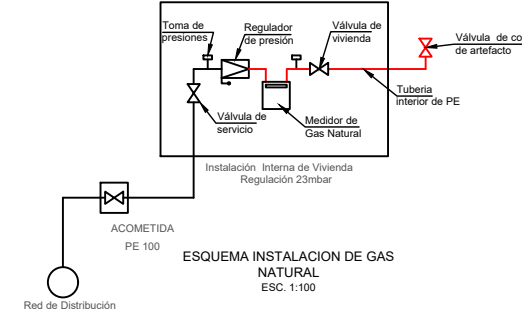 Toma de
presiones
Regulador
de presión
Válvula de
vivienda
Válvula de co
de artefacto
Válvula de
servicio
Medidor de
Gas Natural
Tuberia
interior de PE
Instalación Interna de Vivienda
Regulación 23mbar
ACOMETIDA
PE 100
ESQUEMA INSTALACION DE GAS
NATURAL
ESC. 1:100
Red de Distribución